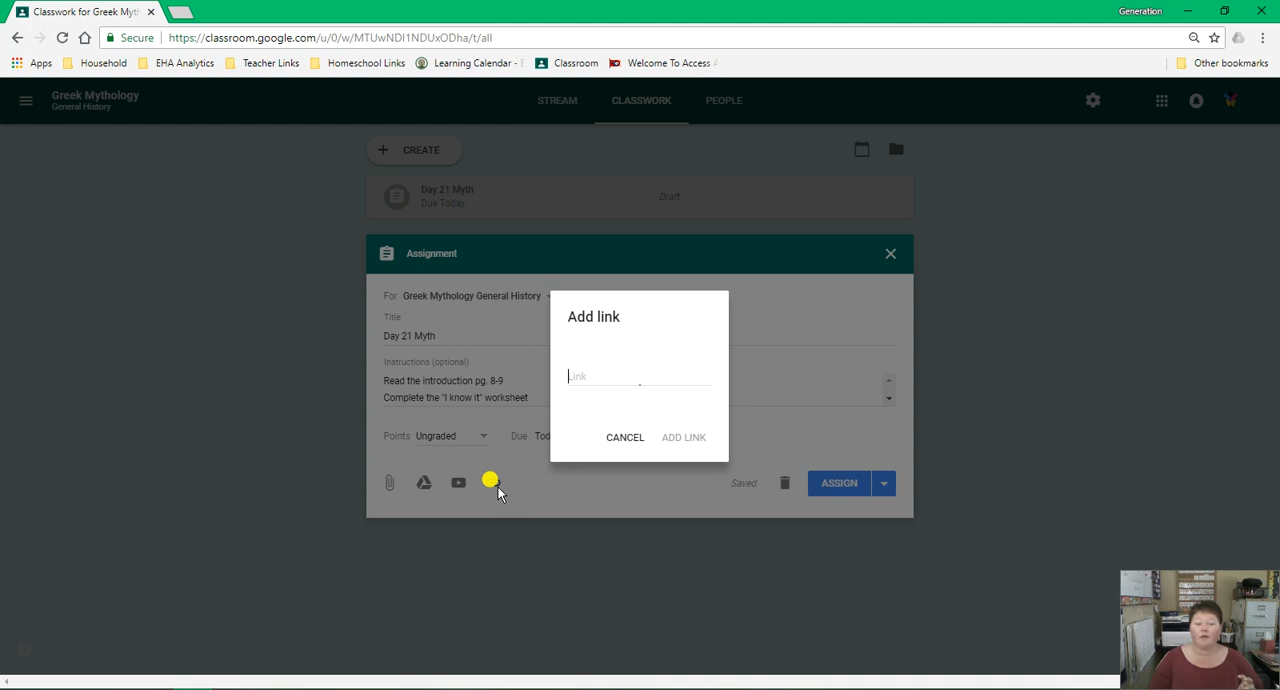 Classwork for Greek Myth
Generation
Secure
https://classroom.google.com/u/0/w/MTUwNDI1NDUxODha/t/all
Apps
Household
EHA Analytics
Teacher Links
Homeschool Links
Learning Calendar -
Classroom
Welcome To Access
Other bookmarks
Greek Mythology
General History
STREAM
CLASSWORK
PEOPLE
+ CREATE
Day 21 Myth
Due Today
Draft
Assignment
For Greek Mythology General History
Title
Day 21 Myth
Instructions (optional)
Read the introduction pg. 8-9
Complete the "I know it" worksheet
Points Ungraded
Due Tod
Add link
Link
CANCEL
ADD LINK
Saved
ASSIGN